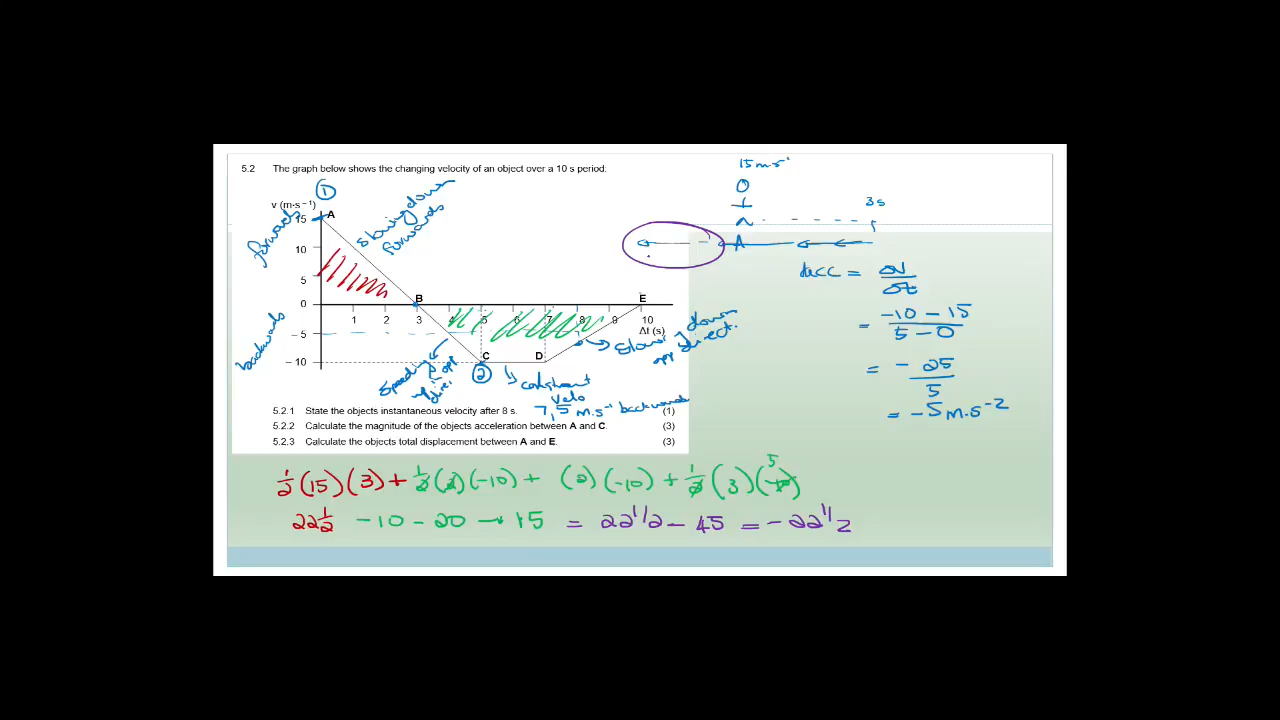 5.2 The graph below shows the changing velocity of an object over a 10 s period:
15m·s⁻¹
①
3s
v (m·s⁻¹)
A
15
forwards
slowing down
forwards
10
5
0
B
E
1 2 3 4 5 6 7 8 9 10
Δt (s)
– 5
– 10
backwards
C
D
②
speeding
opp
constant
velo
slows down
opp direct.
A
acc = ΔV
Δt
= -10 - 15
5 - 0
= - 25
5
= -5 m.s⁻²
7,5 m.s⁻¹ backwards
5.2.1 State the objects instantaneous velocity after 8 s. (1)
5.2.2 Calculate the magnitude of the objects acceleration between A and C. (3)
5.2.3 Calculate the objects total displacement between A and E. (3)
½(15)(3) + ½(2)(-10) + (2)(-10) + ½(3)(-10) 5
22½ -10 - 20 - 15 = 22½ - 45 = -22½